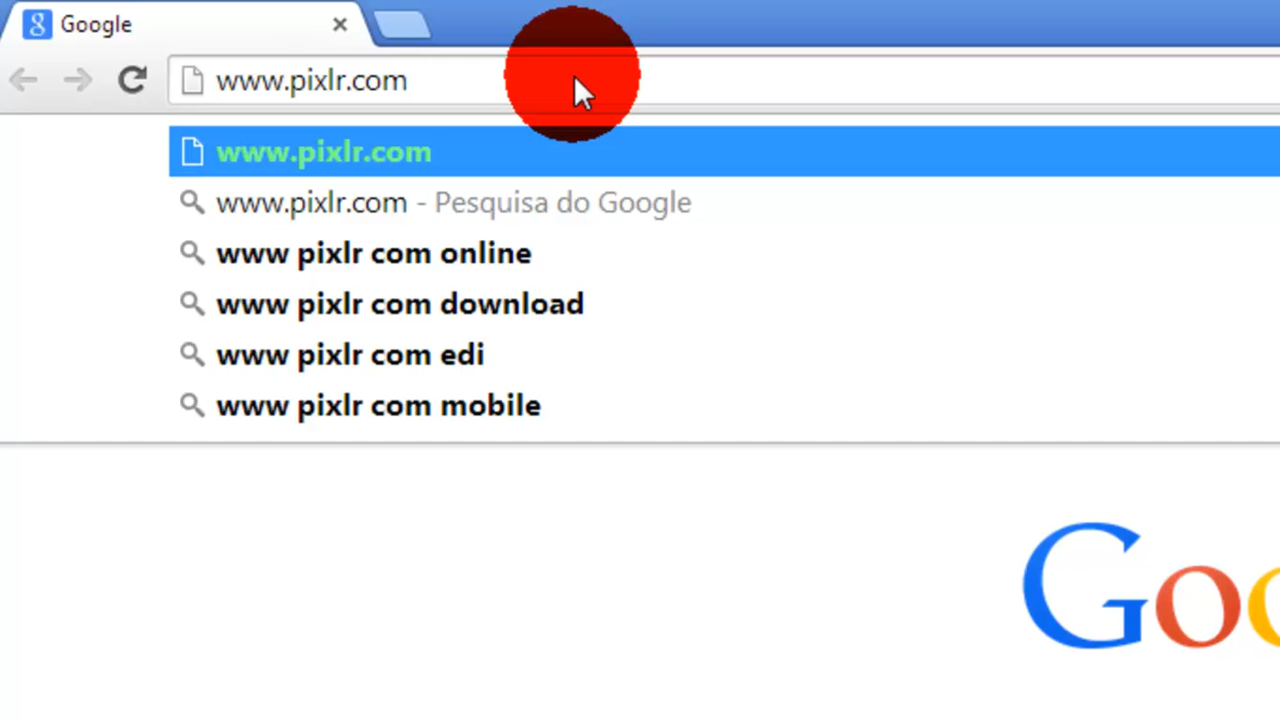 Google
www.pixlr.com
www.pixlr.com
www.pixlr.com - Pesquisa do Google
www pixlr com online
www pixlr com download
www pixlr com edi
www pixlr com mobile
Goo